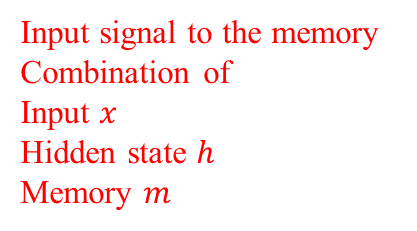 Input signal to the memory
Combination of
Input x
Hidden state h
Memory m